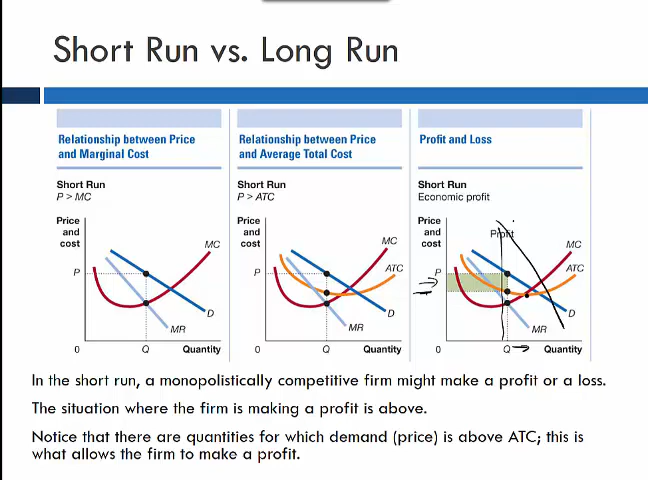 Short Run vs. Long Run
Relationship between Price
and Marginal Cost
Short Run
P > MC
Price
and
cost
MC
P
D
MR
0
Q
Quantity
Relationship between Price
and Average Total Cost
Short Run
P > ATC
Price
and
cost
MC
ATC
P
D
MR
0
Q
Quantity
Profit and Loss
Short Run
Economic profit
Price
and
cost
Profit
MC
ATC
P
D
MR
0
Q
Quantity
In the short run, a monopolistically competitive firm might make a profit or a loss.
The situation where the firm is making a profit is above.
Notice that there are quantities for which demand (price) is above ATC; this is
what allows the firm to make a profit.